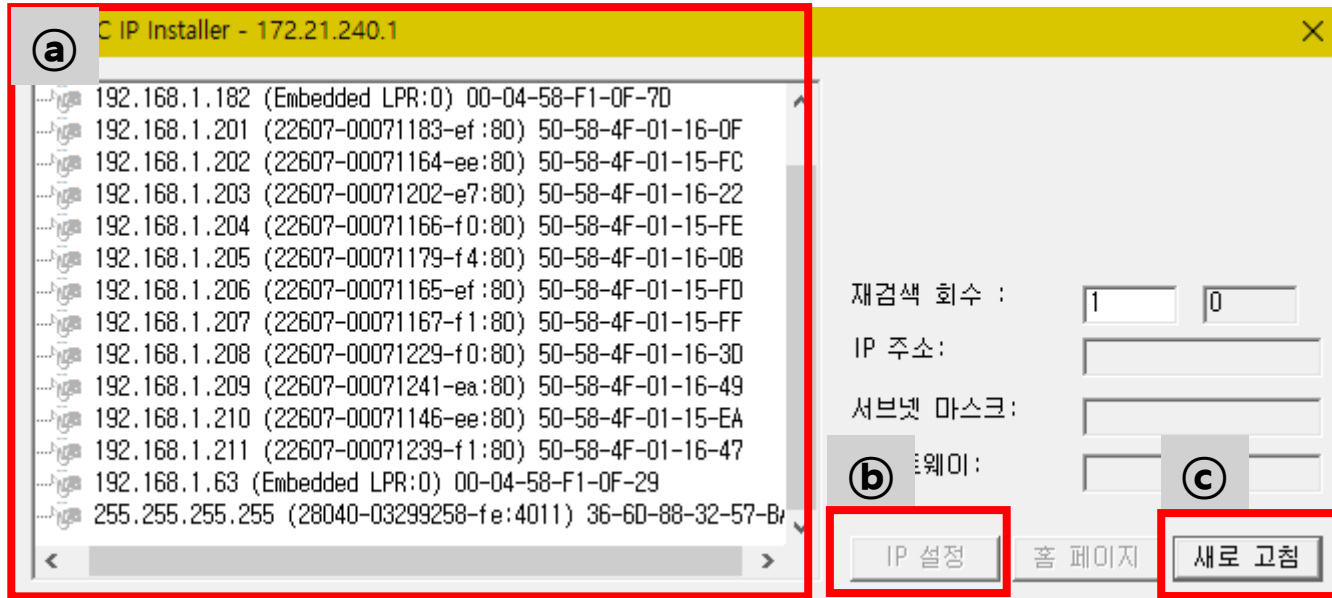 ⓐ
C IP Installer - 172.21.240.1
192.168.1.182 (Embedded LPR:0) 00-04-58-F1-0F-7D
192.168.1.201 (22607-00071183-ef:80) 50-58-4F-01-16-0F
192.168.1.202 (22607-00071164-ee:80) 50-58-4F-01-15-FC
192.168.1.203 (22607-00071202-e7:80) 50-58-4F-01-16-22
192.168.1.204 (22607-00071166-f0:80) 50-58-4F-01-15-FE
192.168.1.205 (22607-00071179-f4:80) 50-58-4F-01-16-0B
192.168.1.206 (22607-00071165-ef:80) 50-58-4F-01-15-FD
192.168.1.207 (22607-00071167-f1:80) 50-58-4F-01-15-FF
192.168.1.208 (22607-00071229-f0:80) 50-58-4F-01-16-3D
192.168.1.209 (22607-00071241-ea:80) 50-58-4F-01-16-49
192.168.1.210 (22607-00071146-ee:80) 50-58-4F-01-15-EA
192.168.1.211 (22607-00071239-f1:80) 50-58-4F-01-16-47
192.168.1.63 (Embedded LPR:0) 00-04-58-F1-0F-29
255.255.255.255 (28040-03299258-fe:4011) 36-6D-88-32-57-BA
재검색 회수 : 1 0
IP 주소:
서브넷 마스크:
웨이:
ⓑ
ⓒ
IP 설정
홈 페이지
새로 고침